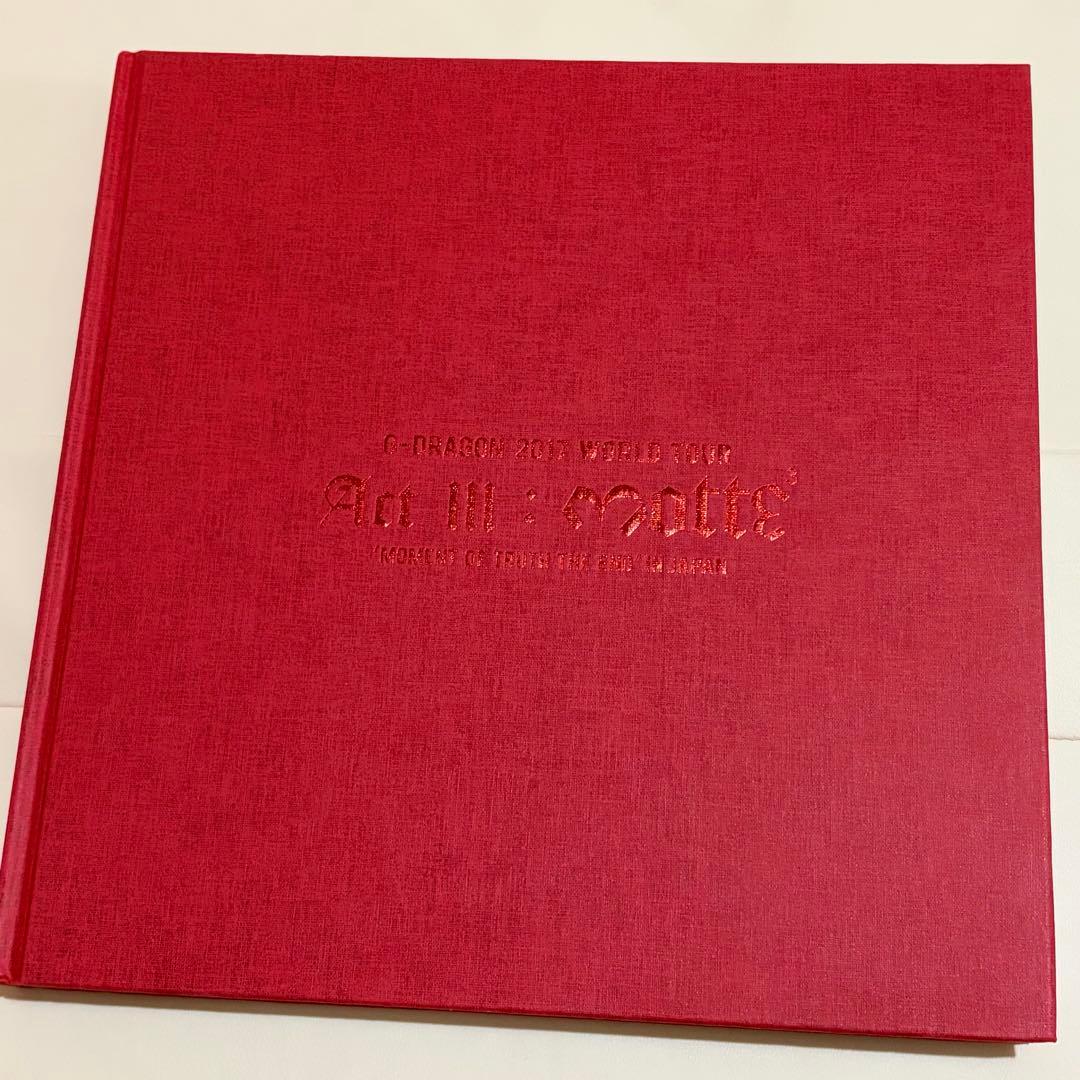 G-DRAGON 2017 WORLD TOUR
Act III : Motte
'MOMENT OF TRUTH THE END' IN JAPAN